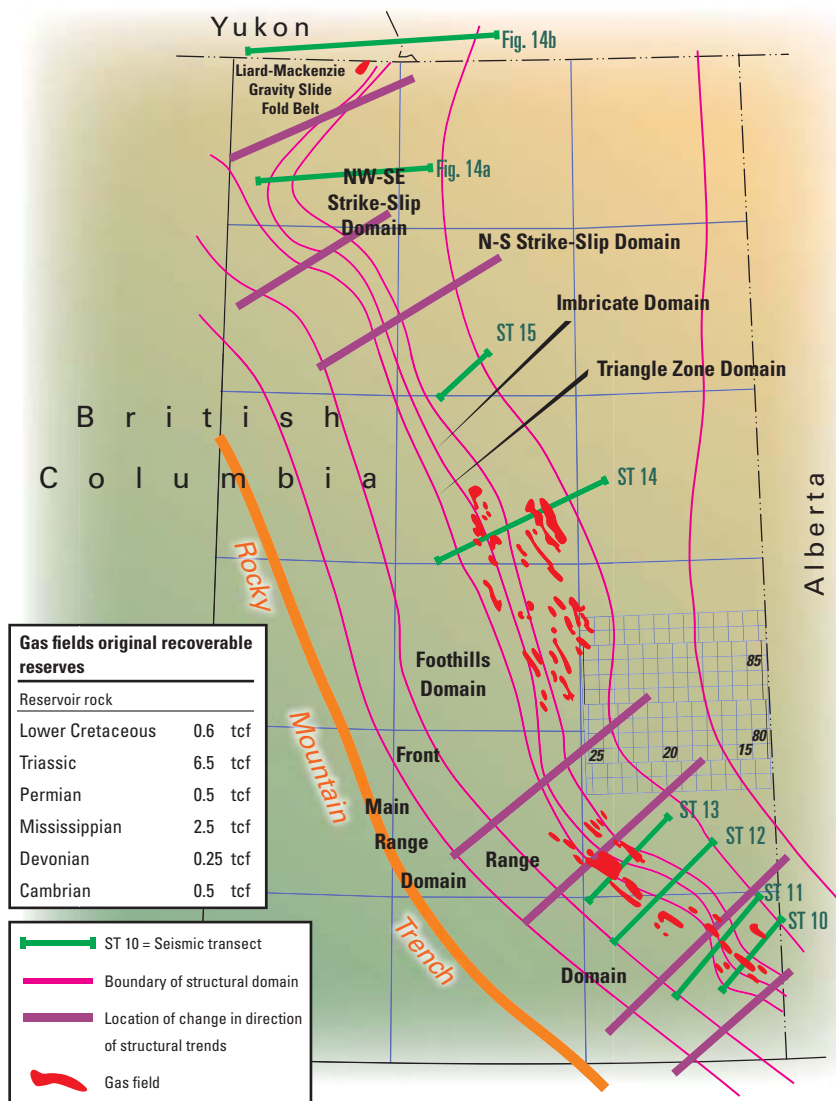 Yukon
Fig. 14b
Liard-Mackenzie
Gravity Slide
Fold Belt
Fig. 14a
NW-SE
Strike-Slip
Domain
N-S Strike-Slip Domain
Imbricate Domain
ST 15
Triangle Zone Domain
British
Columbia
ST 14
Alberta
Rocky
Mountain
Trench
Foothills
Domain
85
80
25
20
15
Front
Main
Range
Range
Domain
Domain
ST 13
ST 12
ST 11
ST 10
Gas fields original recoverable
reserves
Reservoir rock
Lower Cretaceous 0.6 tcf
Triassic 6.5 tcf
Permian 0.5 tcf
Mississippian 2.5 tcf
Devonian 0.25 tcf
Cambrian 0.5 tcf
ST 10 = Seismic transect
Boundary of structural domain
Location of change in direction
of structural trends
Gas field